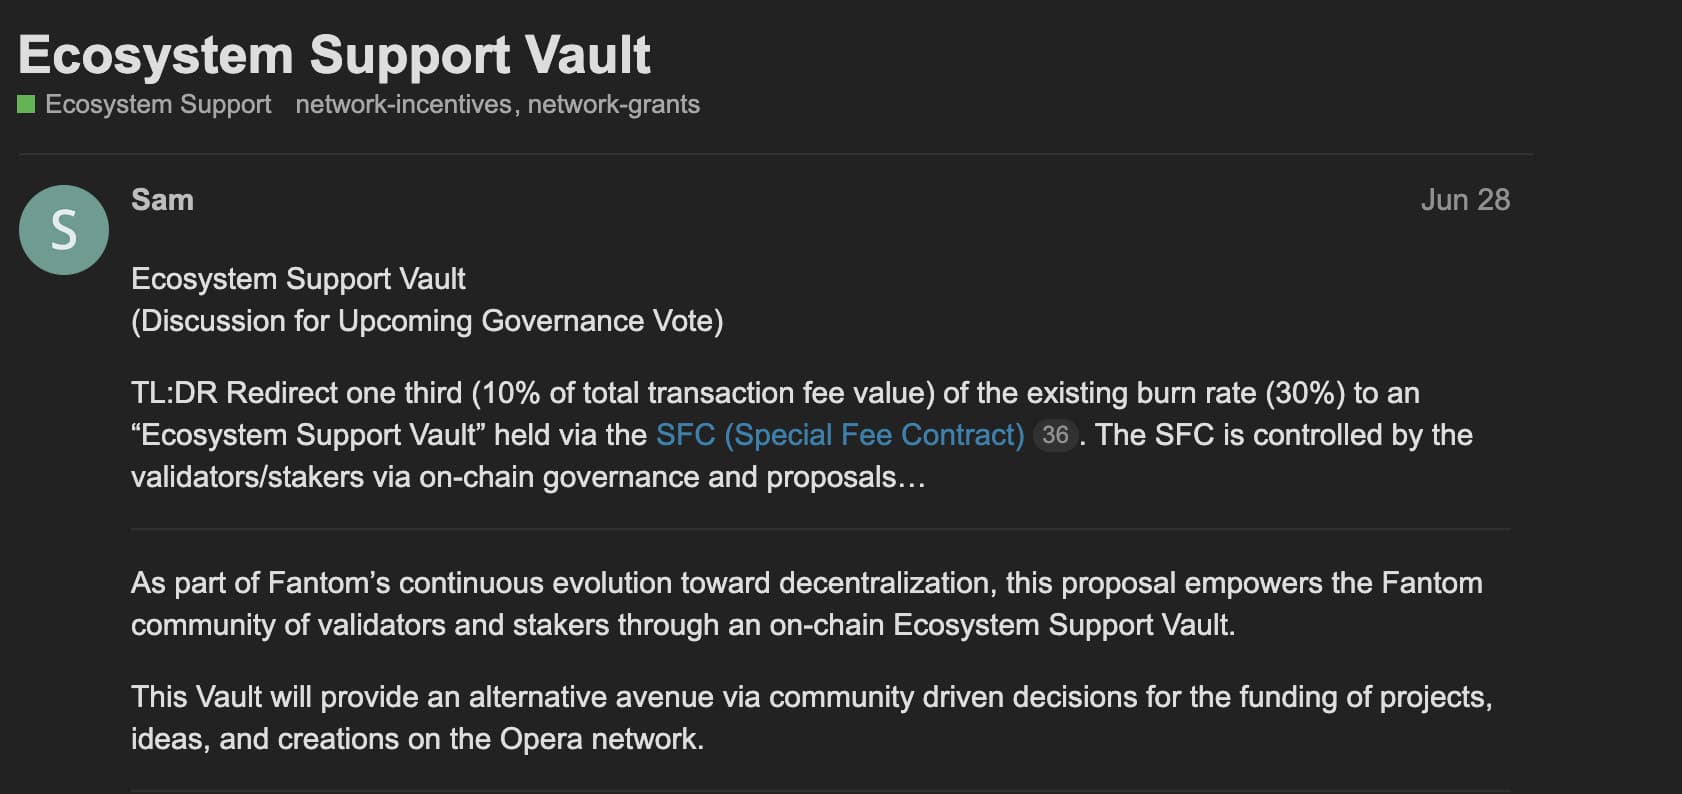 Ecosystem Support Vault
Ecosystem Support network-incentives, network-grants
S
Sam
Jun 28
Ecosystem Support Vault
(Discussion for Upcoming Governance Vote)
TL:DR Redirect one third (10% of total transaction fee value) of the existing burn rate (30%) to an
“Ecosystem Support Vault” held via the SFC (Special Fee Contract) 36 . The SFC is controlled by the
validators/stakers via on-chain governance and proposals…
As part of Fantom’s continuous evolution toward decentralization, this proposal empowers the Fantom
community of validators and stakers through an on-chain Ecosystem Support Vault.
This Vault will provide an alternative avenue via community driven decisions for the funding of projects,
ideas, and creations on the Opera network.